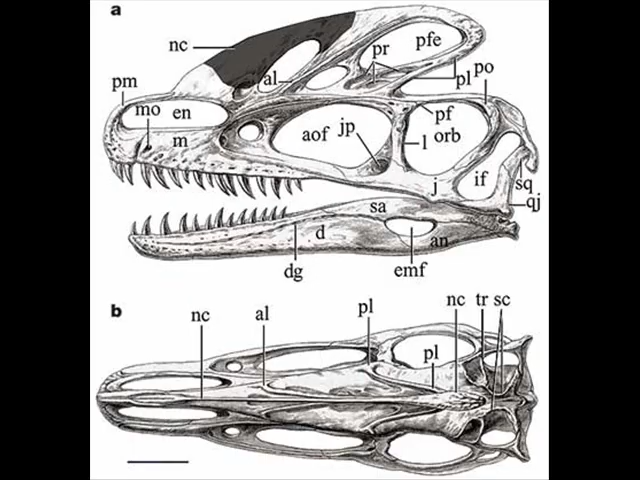 a
nc
al
pr
pfe
pl
po
pm
mo
en
m
aof
jp
l
pf
orb
j
if
sq
qj
sa
d
an
dg
emf
b
nc
al
pl
pl
nc
tr
sc